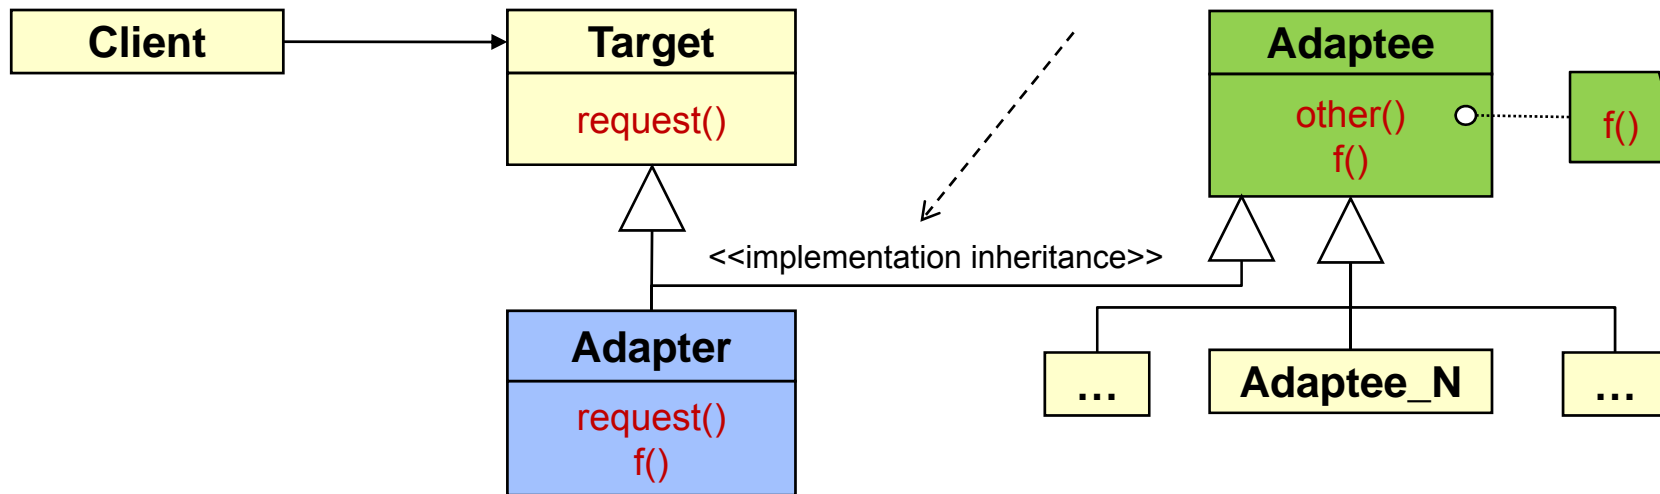 Client
Target
request()
Adaptee
other()
f()
f()
<<implementation inheritance>>
Adapter
request()
f()
...
Adaptee_N
...